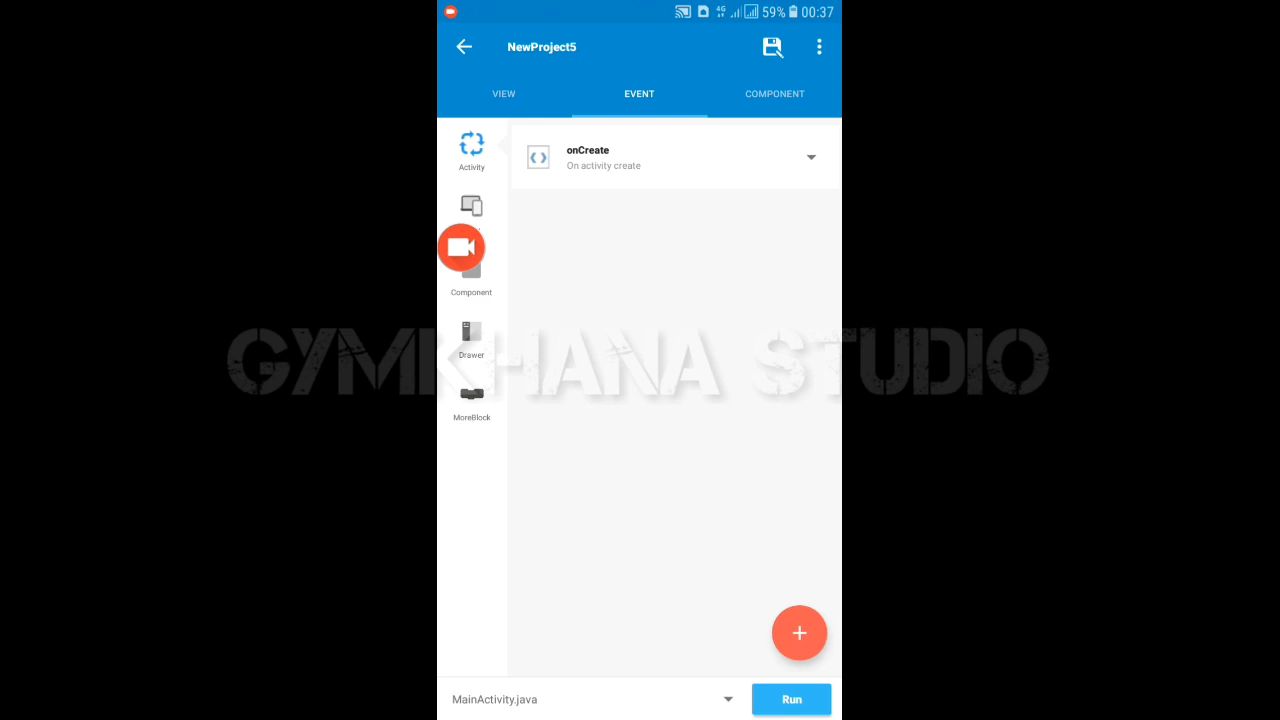 4G 59% 00:37
NewProject5
VIEW EVENT COMPONENT
Activity
onCreate
On activity create
Component
Drawer
GYMKHANA STUDIO
MoreBlock
MainActivity.java
Run